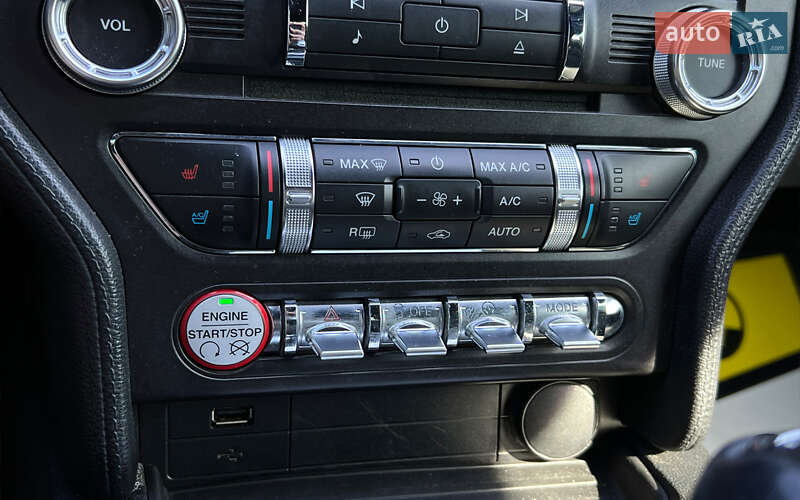 VOL
auto RIA
TUNE
MAX
MAX A/C
A/C
A/C
A/C
R
AUTO
ENGINE
START/STOP
OFF
MODE